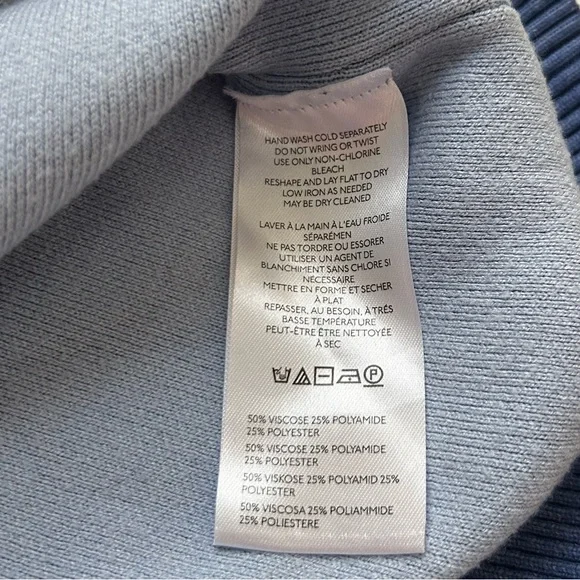 HAND WASH COLD SEPARATELY
DO NOT WRING OR TWIST
USE ONLY NON-CHLORINE
BLEACH
RESHAPE AND LAY FLAT TO DRY
LOW IRON AS NEEDED
MAY BE DRY CLEANED
LAVER À LA MAIN À L'EAU FROIDE
SÉPARÉMEN
NE PAS TORDRE OU ESSORER
UTILISER UN AGENT DE
BLANCHIMENT SANS CHLORE SI
NÉCESSAIRE
METTRE EN FORME ET SECHER
À PLAT
REPASSER, AU BESOIN, À TRÉS
BASSE TEMPÉRATURE
PEUT-ÊTRE ÊTRE NETTOYÉE
À SEC
P
50% VISCOSE 25% POLYAMIDE
25% POLYESTER
50% VISCOSE 25% POLYAMIDE
25% POLYESTER
50% VISKOSE 25% POLYAMID 25%
POLYESTER
50% VISCOSA 25% POLIAMMIDE
25% POLIESTERE